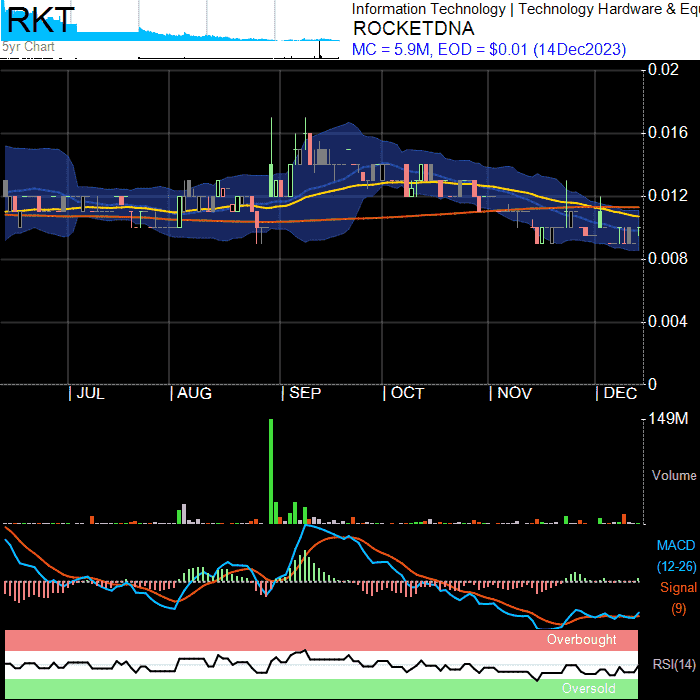 RKT
5yr Chart
Information Technology | Technology Hardware & Equ
ROCKETDNA
MC = 5.9M, EOD = $0.01 (14Dec2023)
0.02
0.016
0.012
0.008
0.004
0
JUL AUG SEP OCT NOV DEC
149M
Volume
MACD
(12-26)
Signal
(9)
Overbought
RSI(14)
Oversold